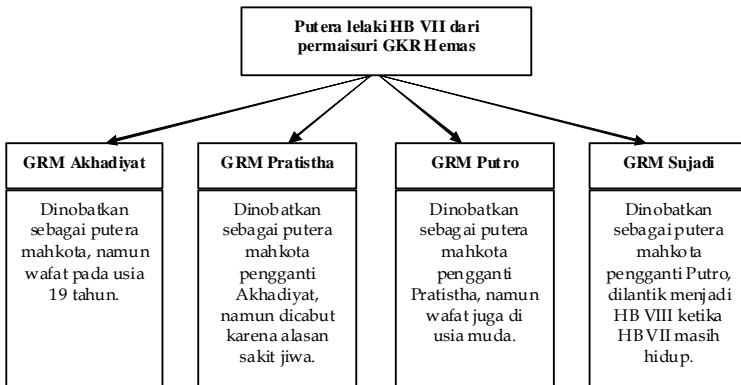 Putera lelaki HB VII dari
permaisuri GKR Hemas
GRM Akhadiyat
Dinobatkan
sebagai putera
mahkota, namun
wafat pada usia
19 tahun.
GRM Pratistha
Dinobatkan
sebagai putera
mahkota
pengganti
Akhadiyat,
namun dicabut
karena alasan
sakit jiwa.
GRM Putro
Dinobatkan
sebagai putera
mahkota
pengganti
Pratistha, namun
wafat juga di
usia muda.
GRM Sujadi
Dinobatkan
sebagai putera
mahkota
pengganti Putro,
dilantik menjadi
HB VIII ketika
HB VII masih
hidup.